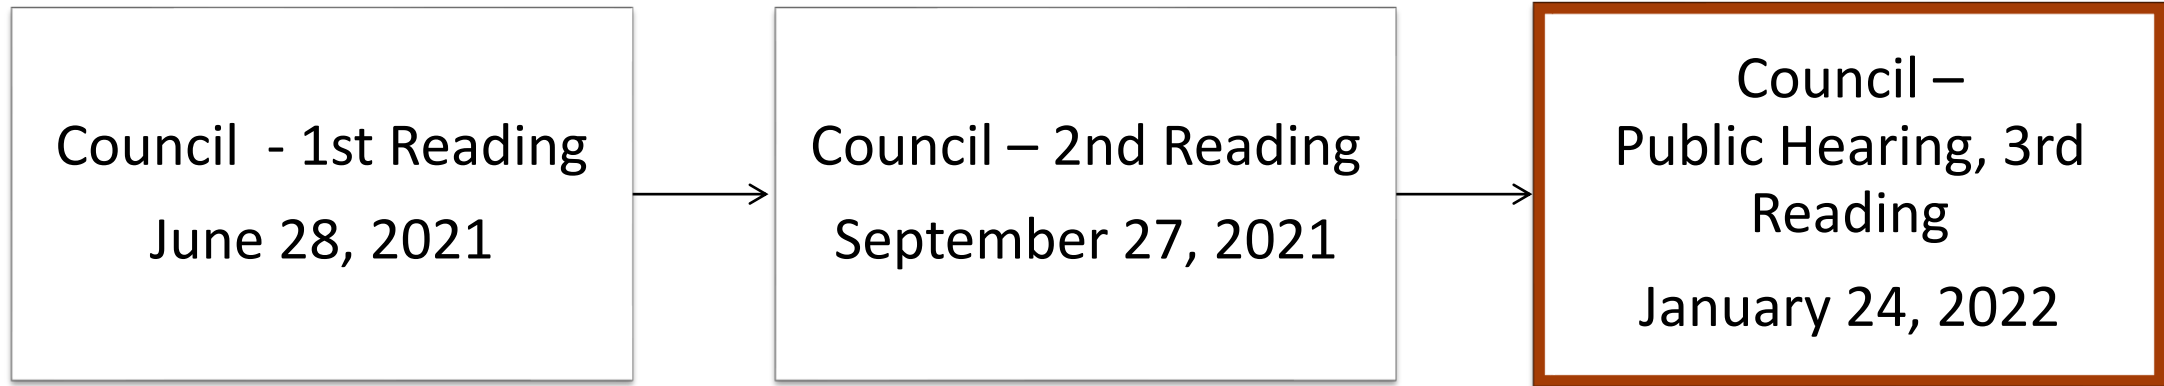 Council  - 1st Reading
June 28, 2021
Council – 2nd Reading
September 27, 2021
Council –
Public Hearing, 3rd
Reading
January 24, 2022